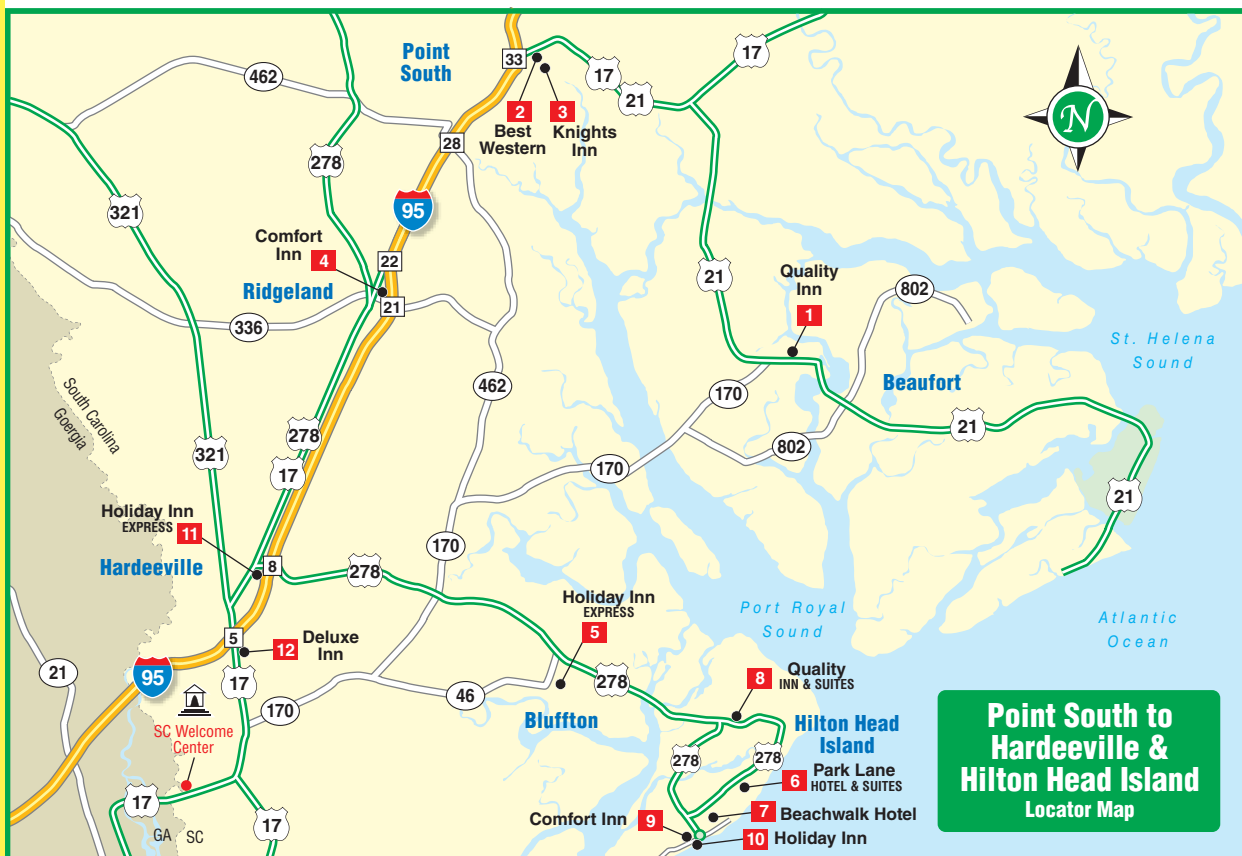 Point
South
33
17
17
21
462
2
Best
Western
3
Knights
Inn
N
28
278
321
95
Comfort
Inn
4
22
Ridgeland
21
336
21
Quality
Inn
1
802
St. Helena
Sound
South Carolina
Goergia
462
170
Beaufort
278
17
321
21
802
170
21
Holiday Inn
EXPRESS
11
Hardeeville
8
278
170
Holiday Inn
EXPRESS
5
Port Royal
Sound
Atlantic
Ocean
5
12
Deluxe
Inn
95
21
17
170
46
278
Bluffton
8
Quality
INN & SUITES
Hilton Head
Island
SC Welcome
Center
278
278
6
Park Lane
HOTEL & SUITES
7
Beachwalk Hotel
Comfort Inn
9
10
Holiday Inn
17
17
GA
SC
Point South to
Hardeeville &
Hilton Head Island
Locator Map